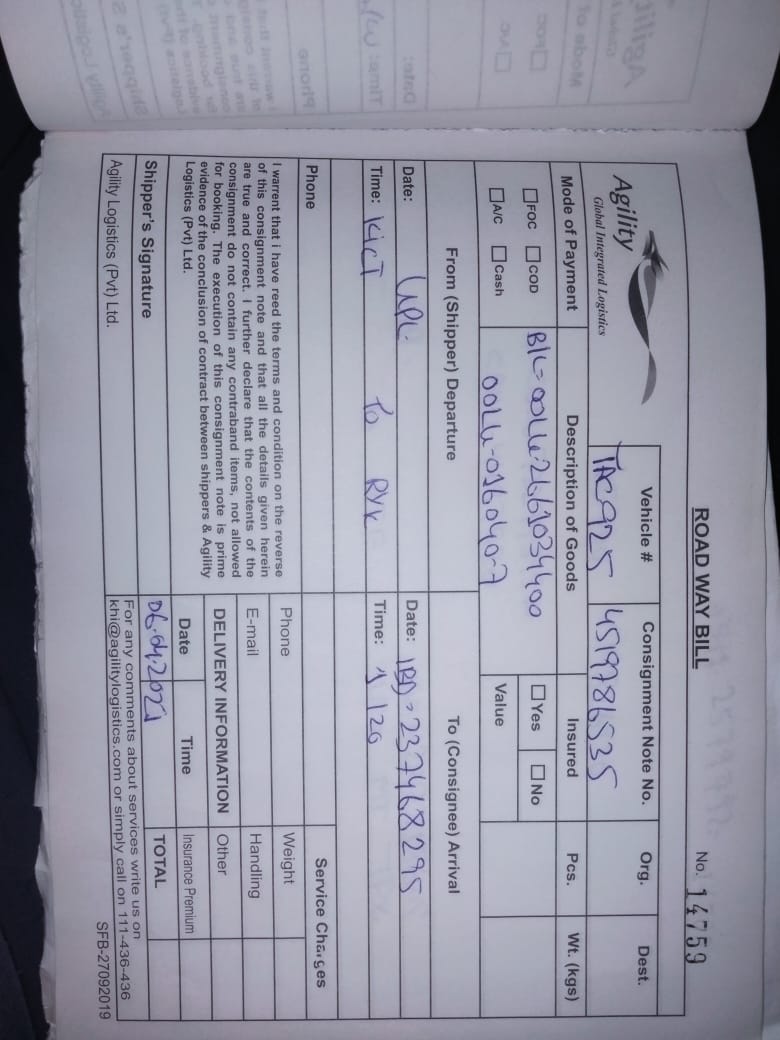 ROAD WAY BILL
No. 14759
Agility
Global Integrated Logistics
Vehicle #
Consignment Note No.
Org.
Dest.
TAC925
4519786535
Mode of Payment
Description of Goods
Insured
Pcs.
Wt. (kgs)
FOC
COD
B/L=OOLU-2661034400
Yes
No
A/C
Cash
OOLU-016040-7
Value
From (Shipper) Departure
To (Consignee) Arrival
Date: UPL
Date: IBD-237468295
Time: KICT To RYK
Time: 1/20
Phone
Service Charges
I warrent that i have reed the terms and condition on the reverse
of this consignment note and that all the details given herein
are true and correct. I further declare that the contents of the
consignment do not contain any contraband items, not allowed
for booking. The execution of this consignment note is prime
evidence of the conclusion of contract between shippers & Agility
Logistics (Pvt) Ltd.
Phone
Weight
E-mail
Handling
DELIVERY INFORMATION
Other
Date
Time
Insurance Premium
06.04.2021
TOTAL
Shipper's Signature
Agility Logistics (Pvt) Ltd.
For any comments about services write us on
khi@agilitylogistics.com or simply call on 111-436-436
SFB-27092019